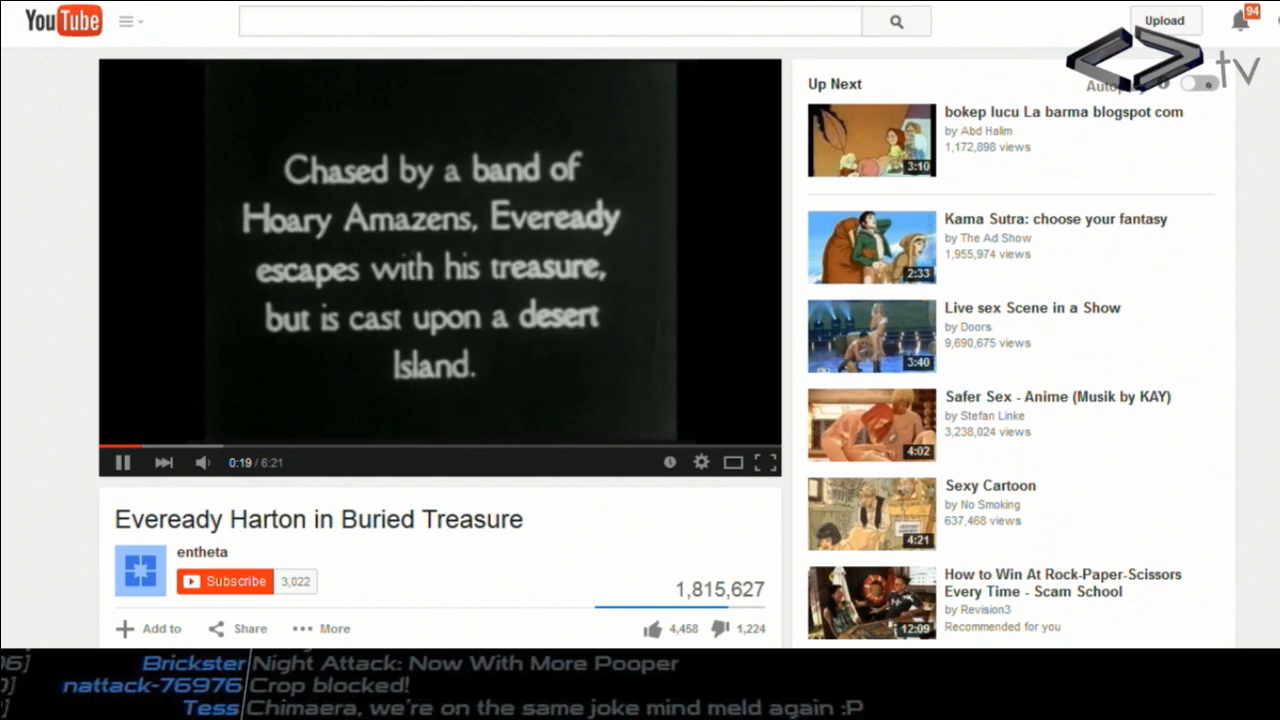 YouTube
Upload
94
tv
Chased by a band of
Hoary Amazens, Eveready
escapes with his treasure,
but is cast upon a desert
Island.
0:19 / 6:21
Eveready Harton in Buried Treasure
entheta
Subscribe 3,022
1,815,627
Add to Share More 4,458 1,224
Up Next
bokep lucu La barma blogspot com
by Abd Halim
1,172,898 views
3:10
Kama Sutra: choose your fantasy
by The Ad Show
1,955,974 views
2:33
Live sex Scene in a Show
by Doors
9,690,675 views
3:40
Safer Sex - Anime (Musik by KAY)
by Stefan Linke
3,238,024 views
4:02
Sexy Cartoon
by No Smoking
637,468 views
4:21
How to Win At Rock-Paper-Scissors
Every Time - Scam School
by Revision3
Recommended for you
12:09
Brickster Night Attack: Now With More Pooper
nattack-76976 Crop blocked!
Tess Chimaera, we're on the same joke mind meld again :P